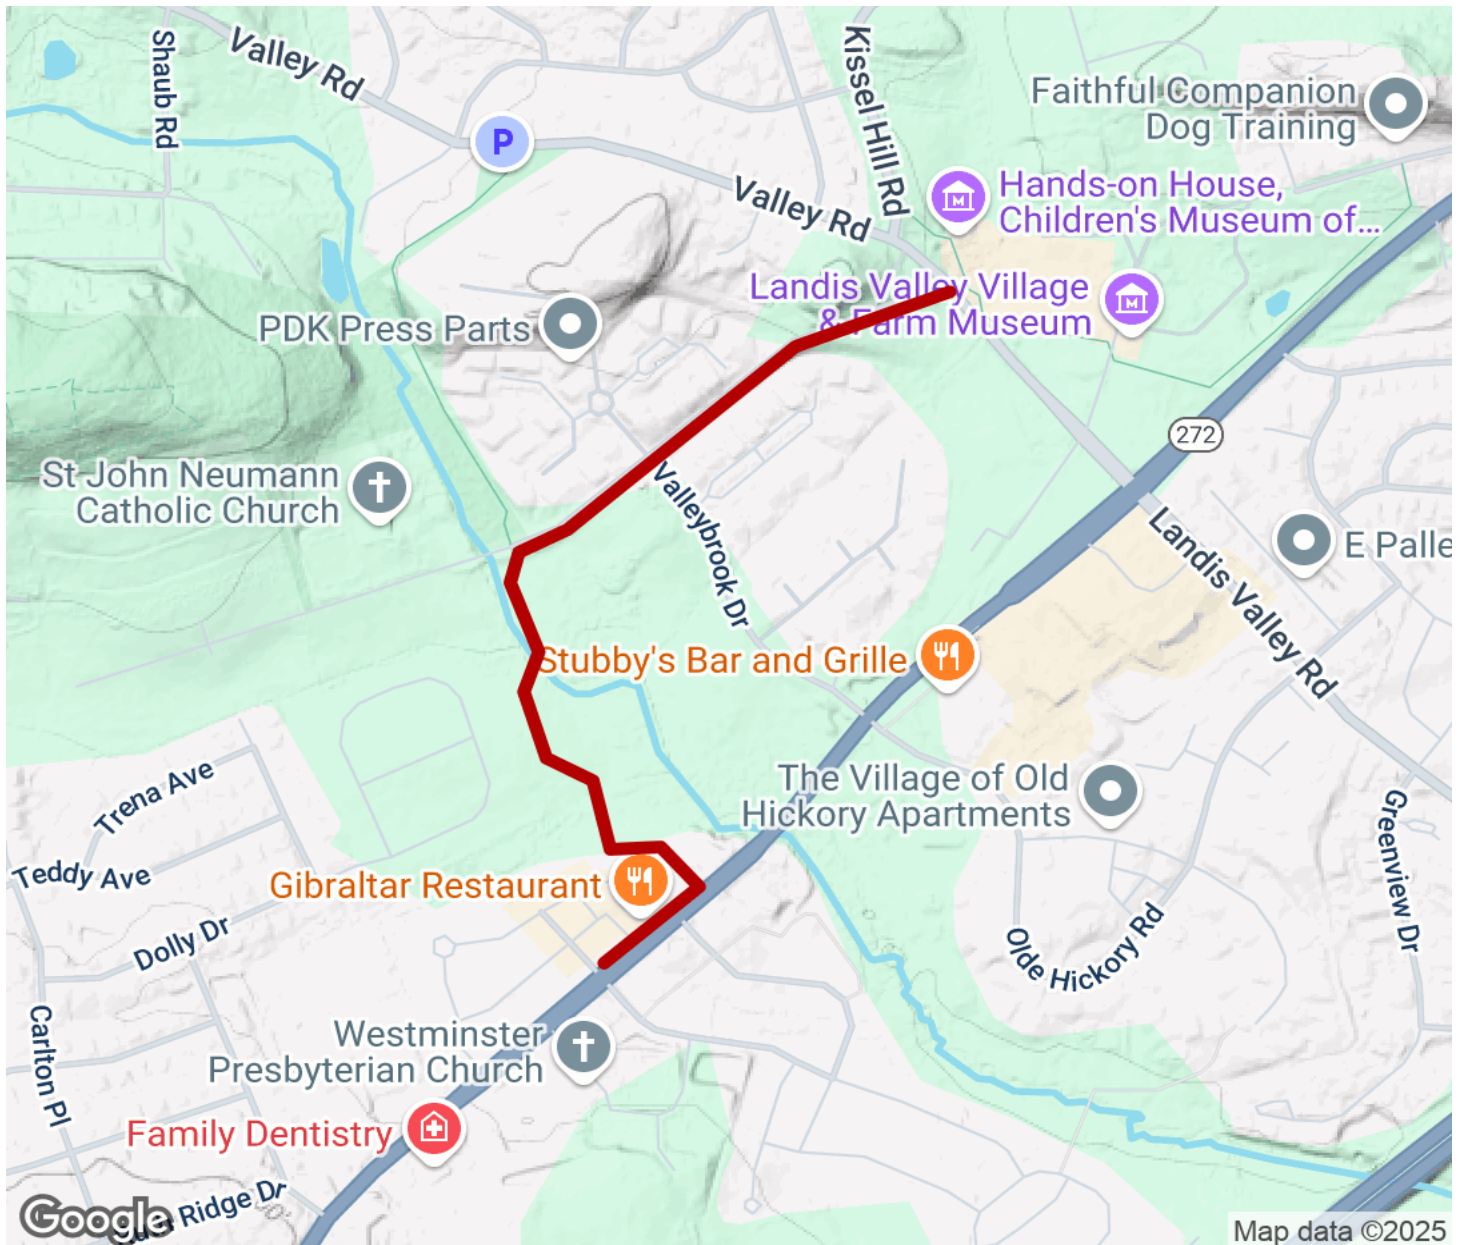 Valley Rd
Shaub Rd
Kissel Hill Rd
Faithful Companion
Dog Training
P
Valley Rd
Hands-on House,
Children's Museum of...
Landis Valley Village
& Farm Museum
PDK Press Parts
272
St John Neumann
Catholic Church
Valleybrook Dr
Landis Valley Rd
E Palle
Stubby's Bar and Grille
The Village of Old
Hickory Apartments
Trena Ave
Teddy Ave
Greenview Dr
Gibraltar Restaurant
Dolly Dr
Olde Hickory Rd
Carlton Pl
Westminster
Presbyterian Church
Family Dentistry
Ridge Dr
Google
Map data ©2025